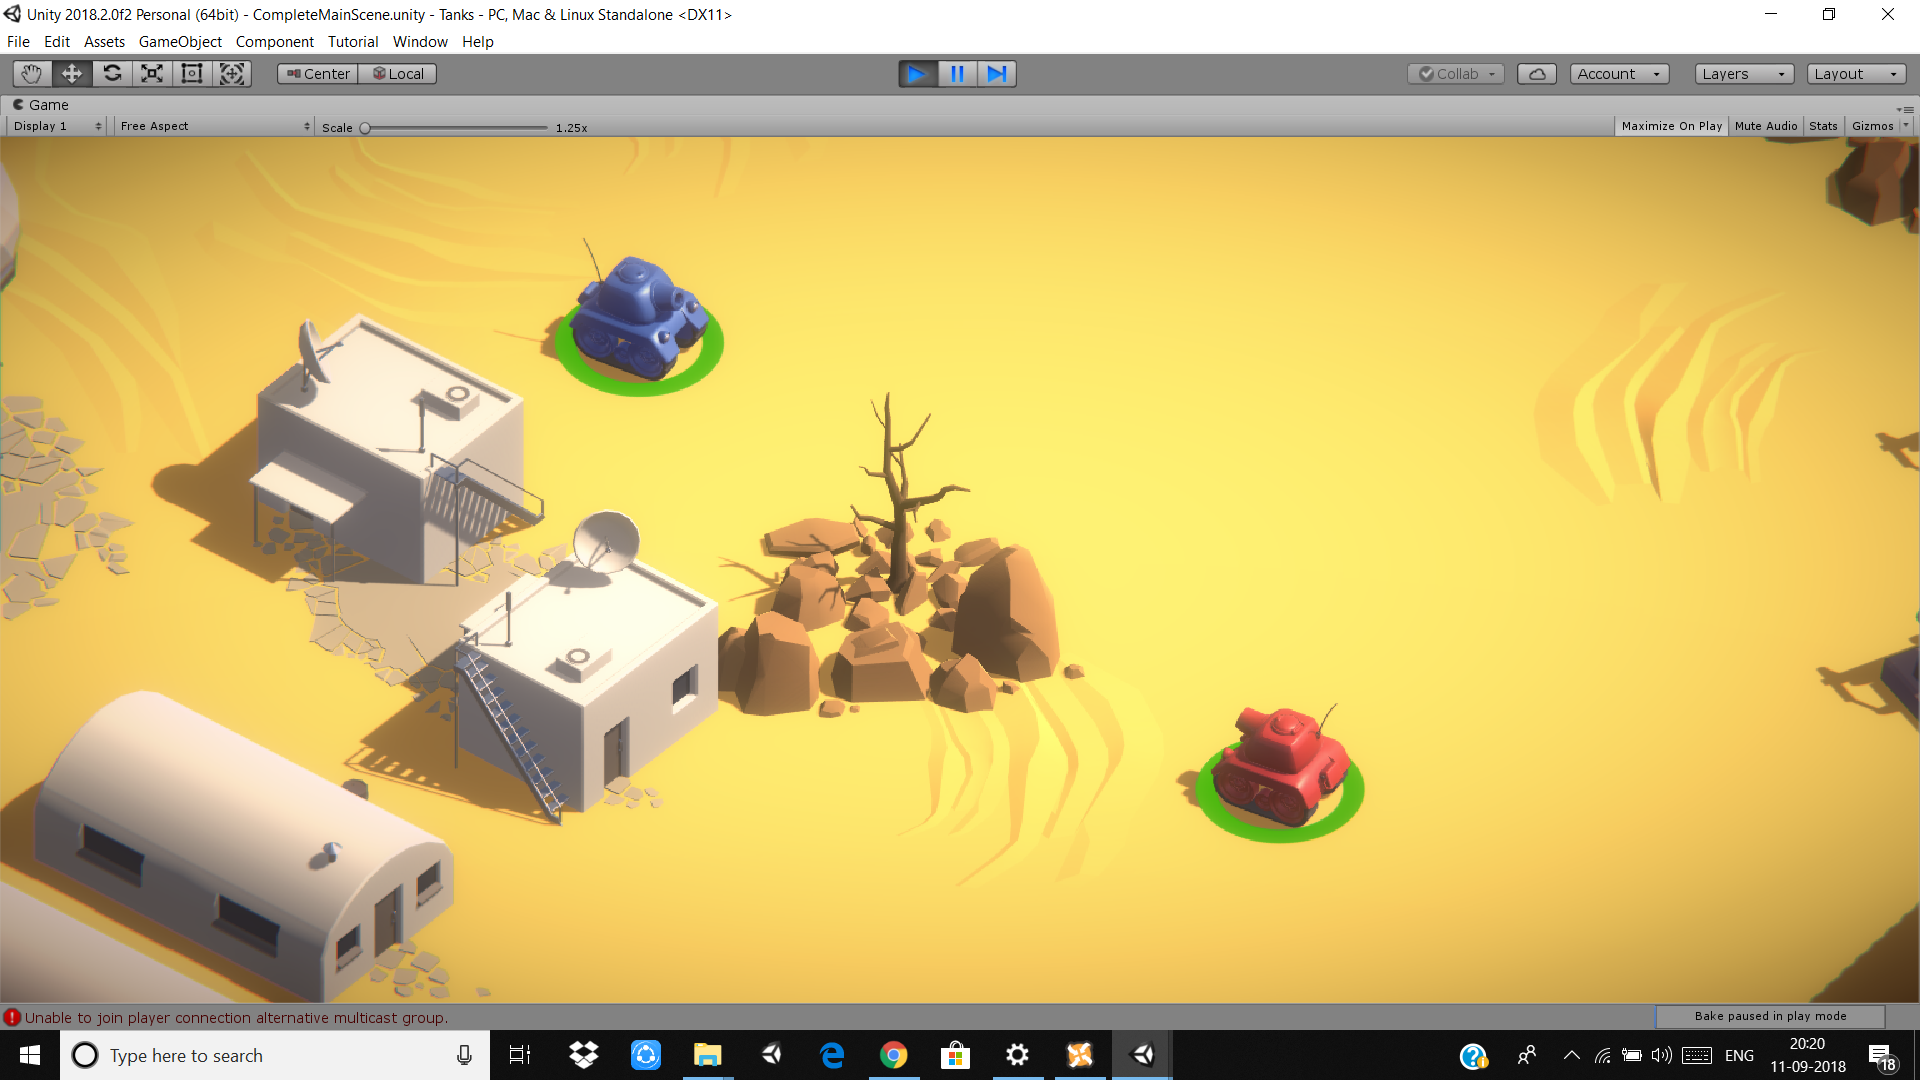 Unity 2018.2.0f2 Personal (64bit) - CompleteMainScene.unity - Tanks - PC, Mac & Linux Standalone <DX11>
File Edit Assets GameObject Component Tutorial Window Help
Center Local Collab Account Layers Layout
Game
Display 1 Free Aspect Scale 1.25x Maximize On Play Mute Audio Stats Gizmos
Unable to join player connection alternative multicast group.
Bake paused in play mode
Type here to search
ENG
20:20
11-09-2018
18